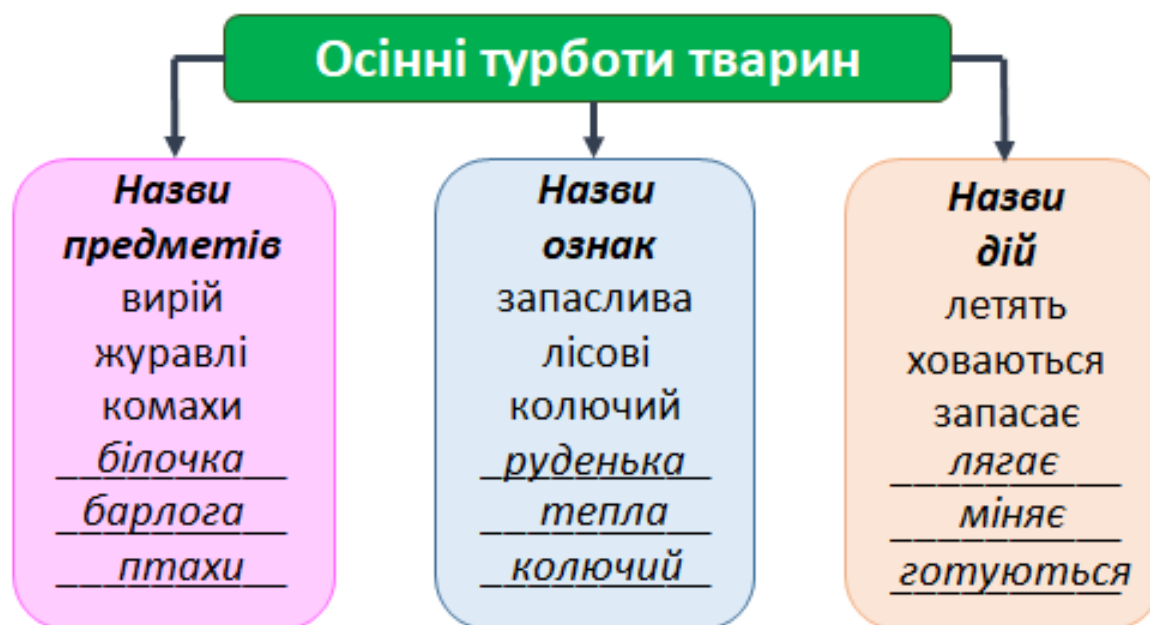 Осінні турботи тварин
Назви
предметів
вирій
журавлі
комахи
білочка
барлога
птахи
Назви
ознак
запаслива
лісові
колючий
руденька
тепла
колючий
Назви
дій
летять
ховаються
запасає
лягає
міняє
готуються